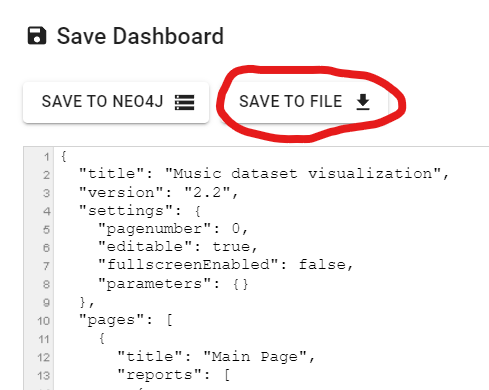 Save Dashboard
SAVE TO NEO4J SAVE TO FILE
1 {
2 "title": "Music dataset visualization",
3 "version": "2.2",
4 "settings": {
5 "pagenumber": 0,
6 "editable": true,
7 "fullscreenEnabled": false,
8 "parameters": {}
9 },
10 "pages": [
11 {
12 "title": "Main Page",
13 "reports": [